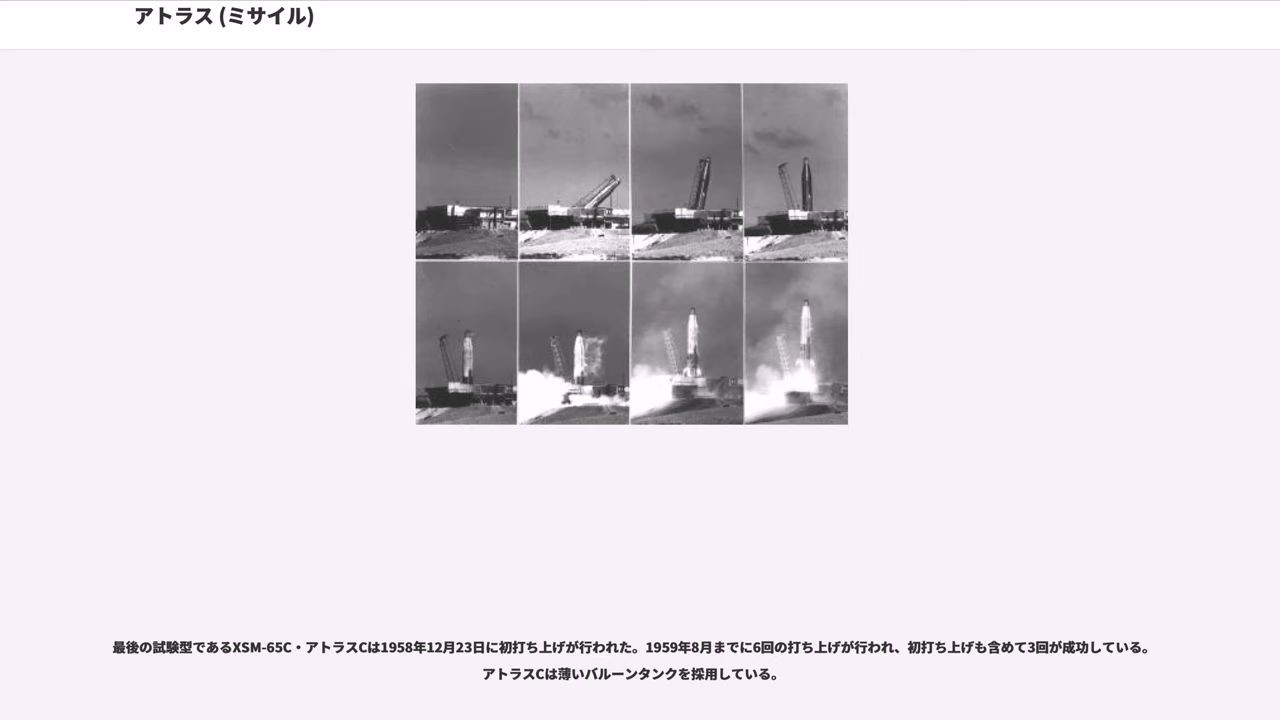 アトラス (ミサイル)
最後の試験型であるXSM-65C・アトラスCは1958年12月23日に初打ち上げが行われた。1959年8月までに6回の打ち上げが行われ、初打ち上げも含めて3回が成功している。
アトラスCは薄いバルーンタンクを採用している。